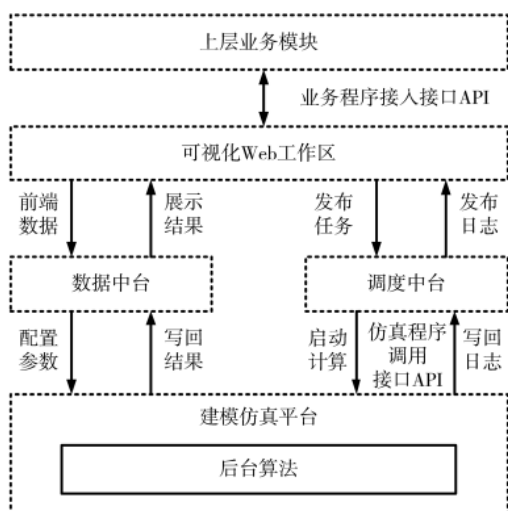 上层业务模块
业务程序接入接口API
可视化Web工作区
前端
数据
展示
结果
发布
任务
发布
日志
数据中台
调度中台
配置
参数
写回
结果
启动
计算
仿真程序
调用
接口API
写回
日志
建模仿真平台
后台算法